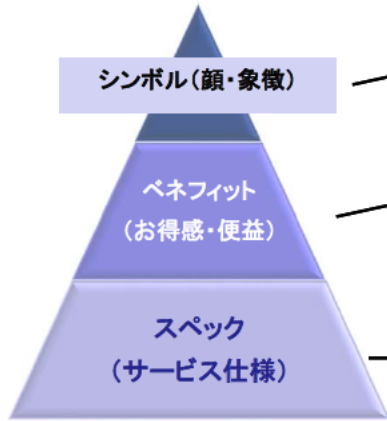 シンボル（顔・象徴）
ベネフィット
（お得感・便益）
スペック
（サービス仕様）